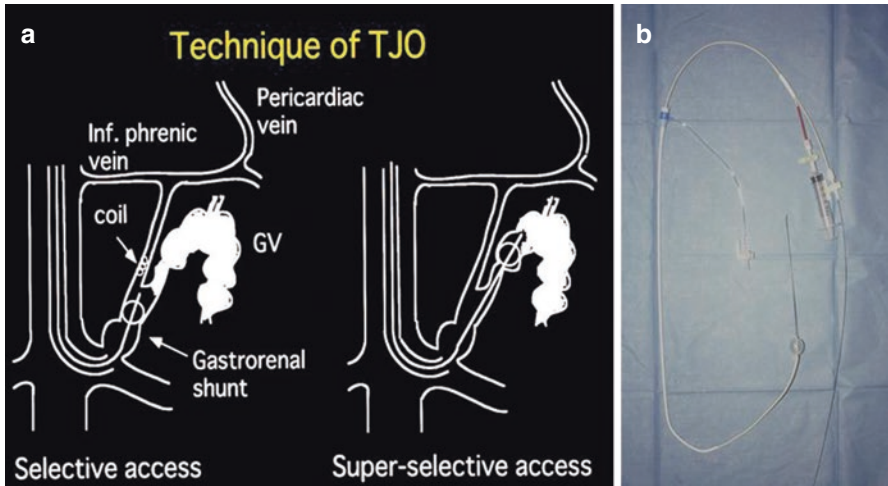 a
Technique of TJO
Pericardiac
vein
Inf. phrenic
vein
coil
GV
Gastrorenal
shunt
Selective access
Super-selective access
b